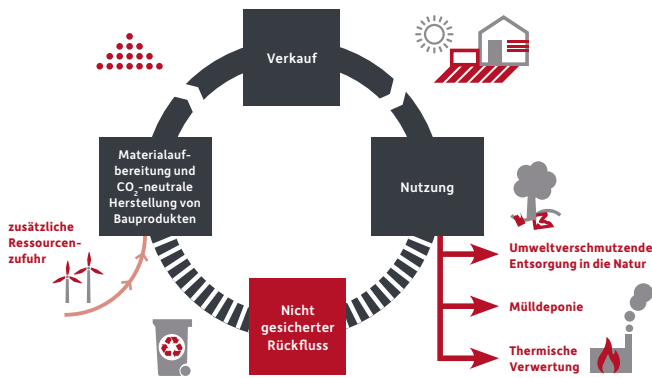 Verkauf
Materialauf-
bereitung und
CO₂-neutrale
Herstellung von
Bauprodukten
Nutzung
zusätzliche
Ressourcen-
zufuhr
Umweltverschmutzende
Entsorgung in die Natur
Nicht
gesicherter
Rückfluss
Mülldeponie
Thermische
Verwertung